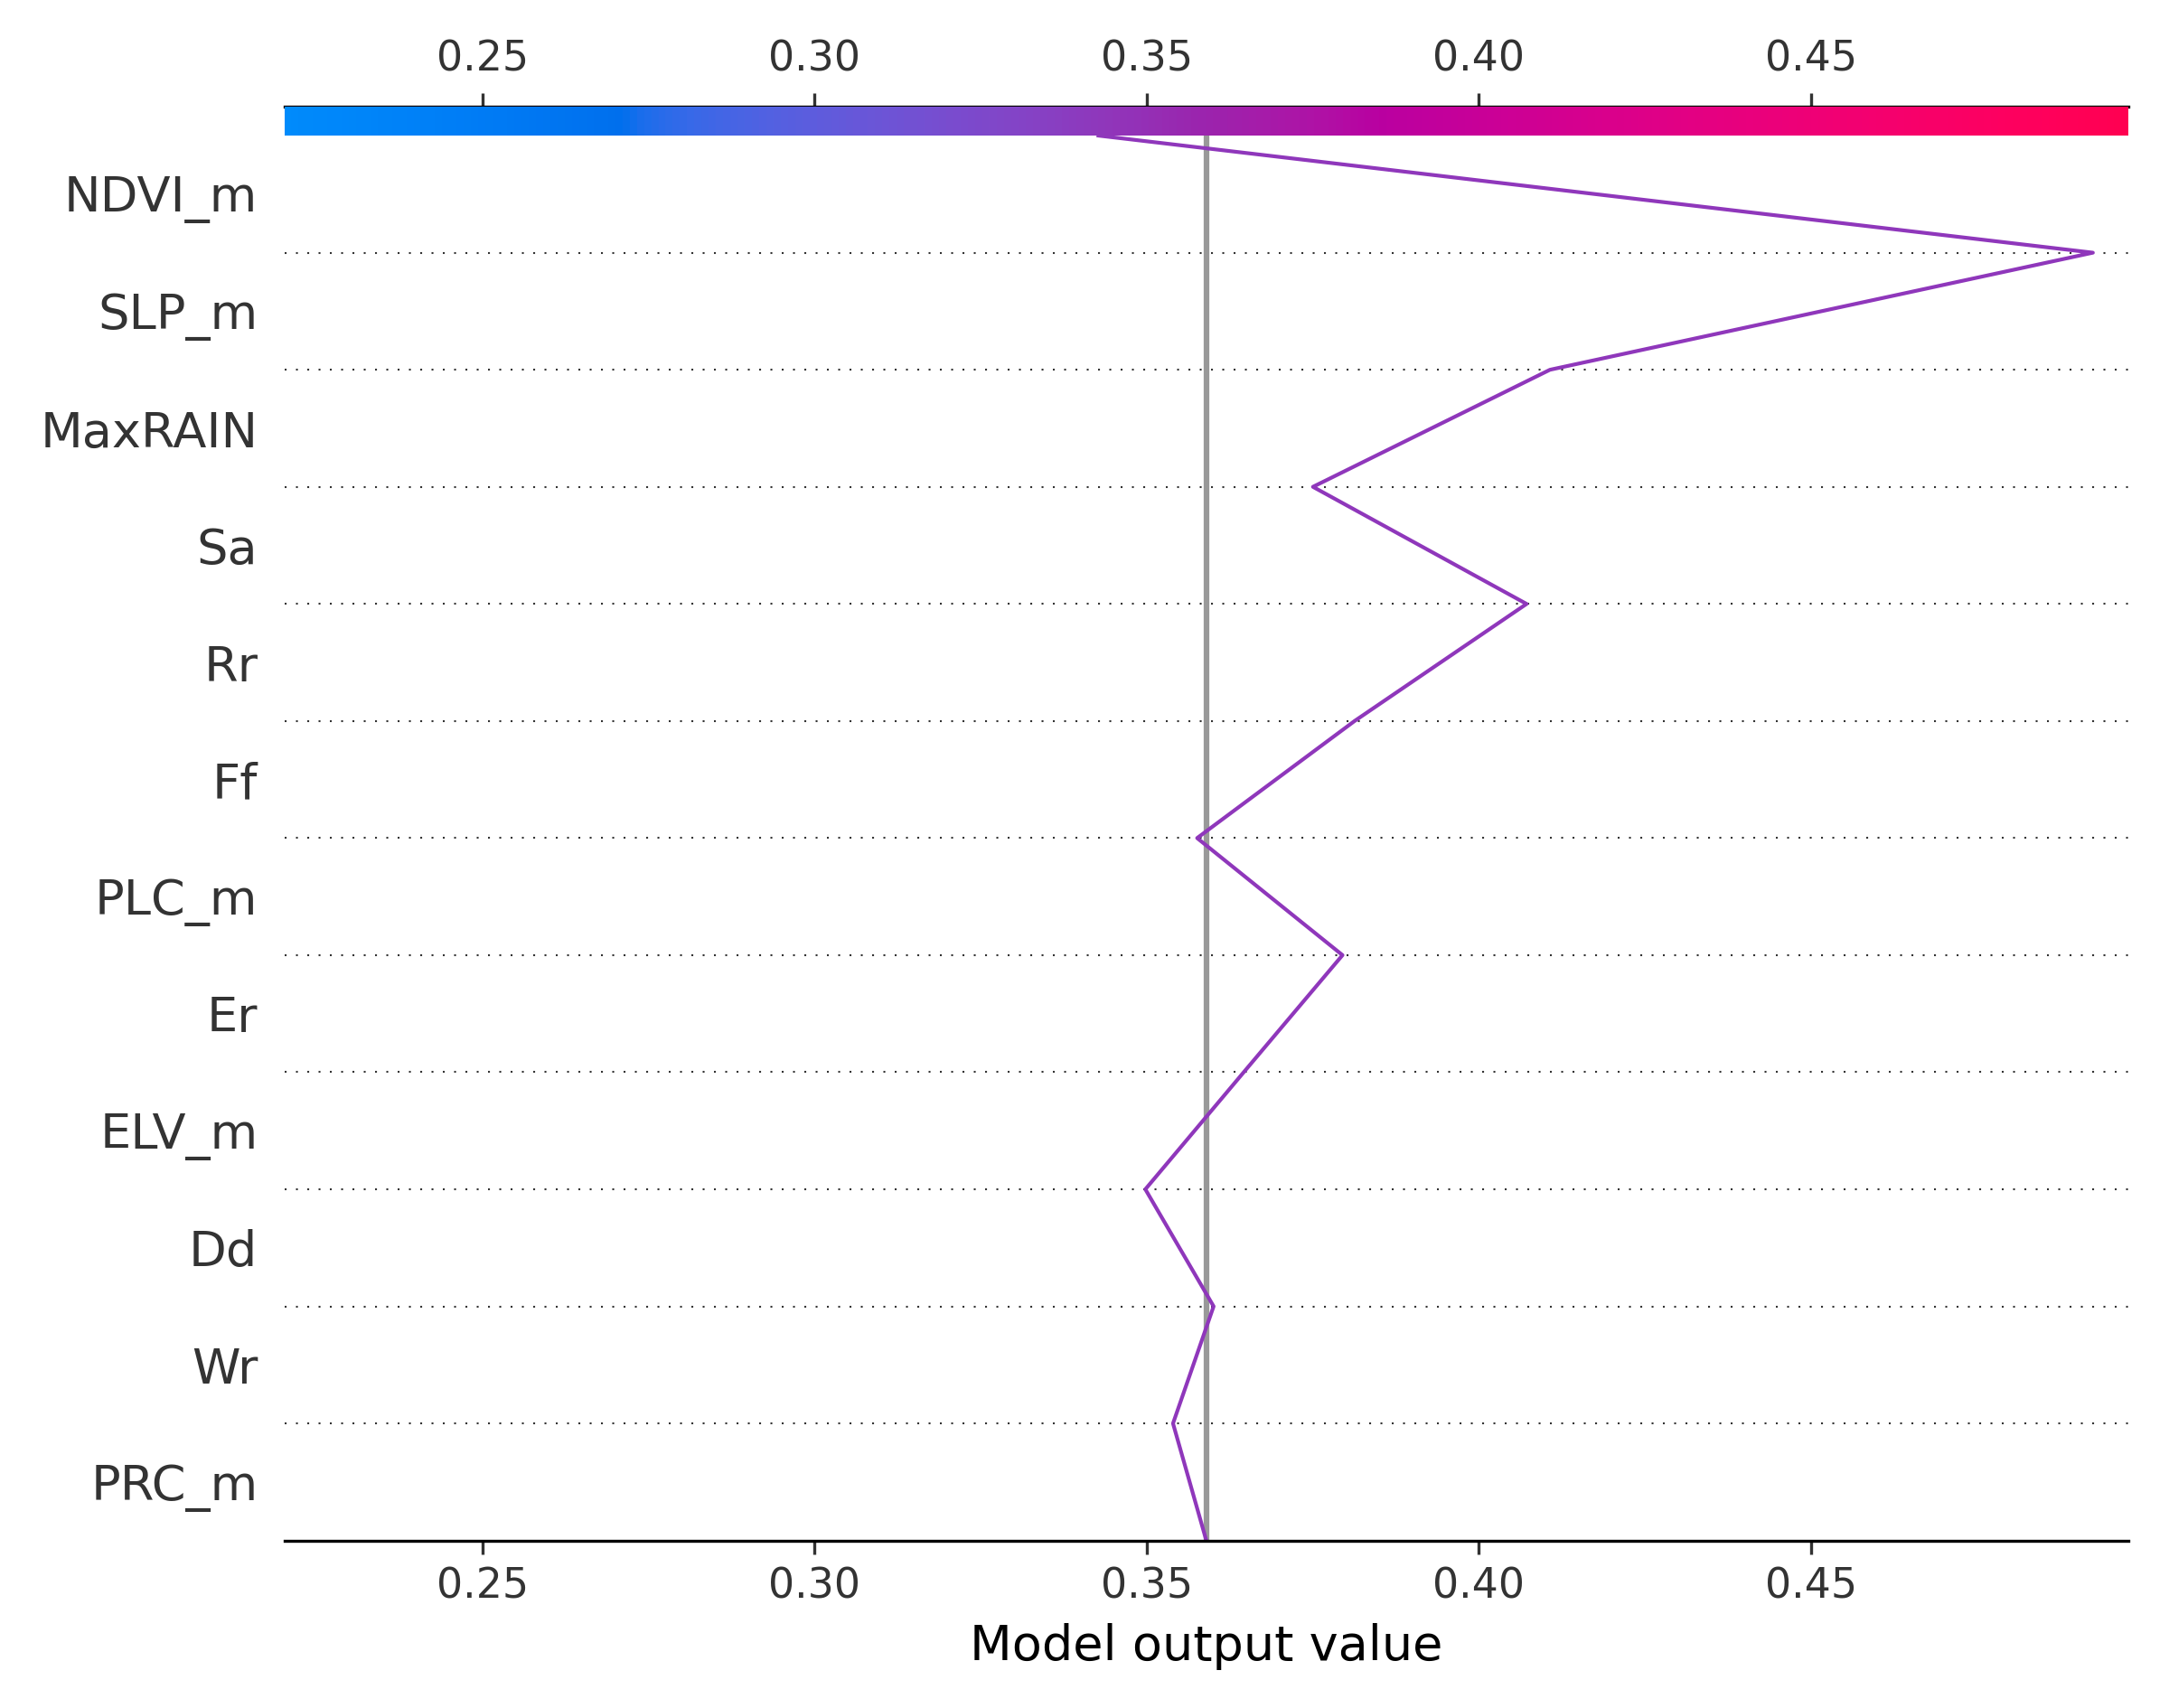 0.25 0.30 0.35 0.40 0.45
NDVI_m
SLP_m
MaxRAIN
Sa
Rr
Ff
PLC_m
Er
ELV_m
Dd
Wr
PRC_m
0.25 0.30 0.35 0.40 0.45
Model output value